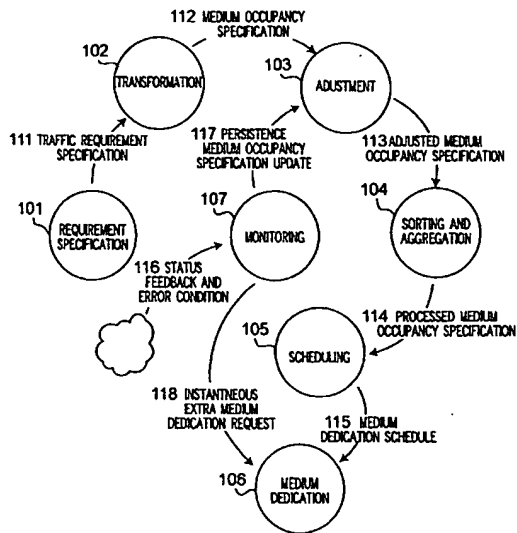 112 MEDIUM OCCUPANCY
SPECIFICATION
102
TRANSFORMATION
103
ADUSTMENT
111 TRAFFIC REQUIREMENT
SPECIFICATION
117 PERSISTENCE
MEDIUM OCCUPANCY
SPECIFICATION UPDATE
113 ADJUSTED MEDIUM
OCCUPANCY SPECIFICATION
101
REQUIREMENT
SPECIFICATION
107
MONITORING
104
SORTING AND
AGGREGATION
116 STATUS
FEEDBACK AND
ERROR CONDITION
114 PROCESSED MEDIUM
OCCUPANCY SPECIFICATION
105
SCHEDULING
118 INSTANTNEOUS
EXTRA MEDIUM
DEDICATION REQUEST
115 MEDIUM
DEDICATION SCHEDULE
106
MEDIUM
DEDICATION